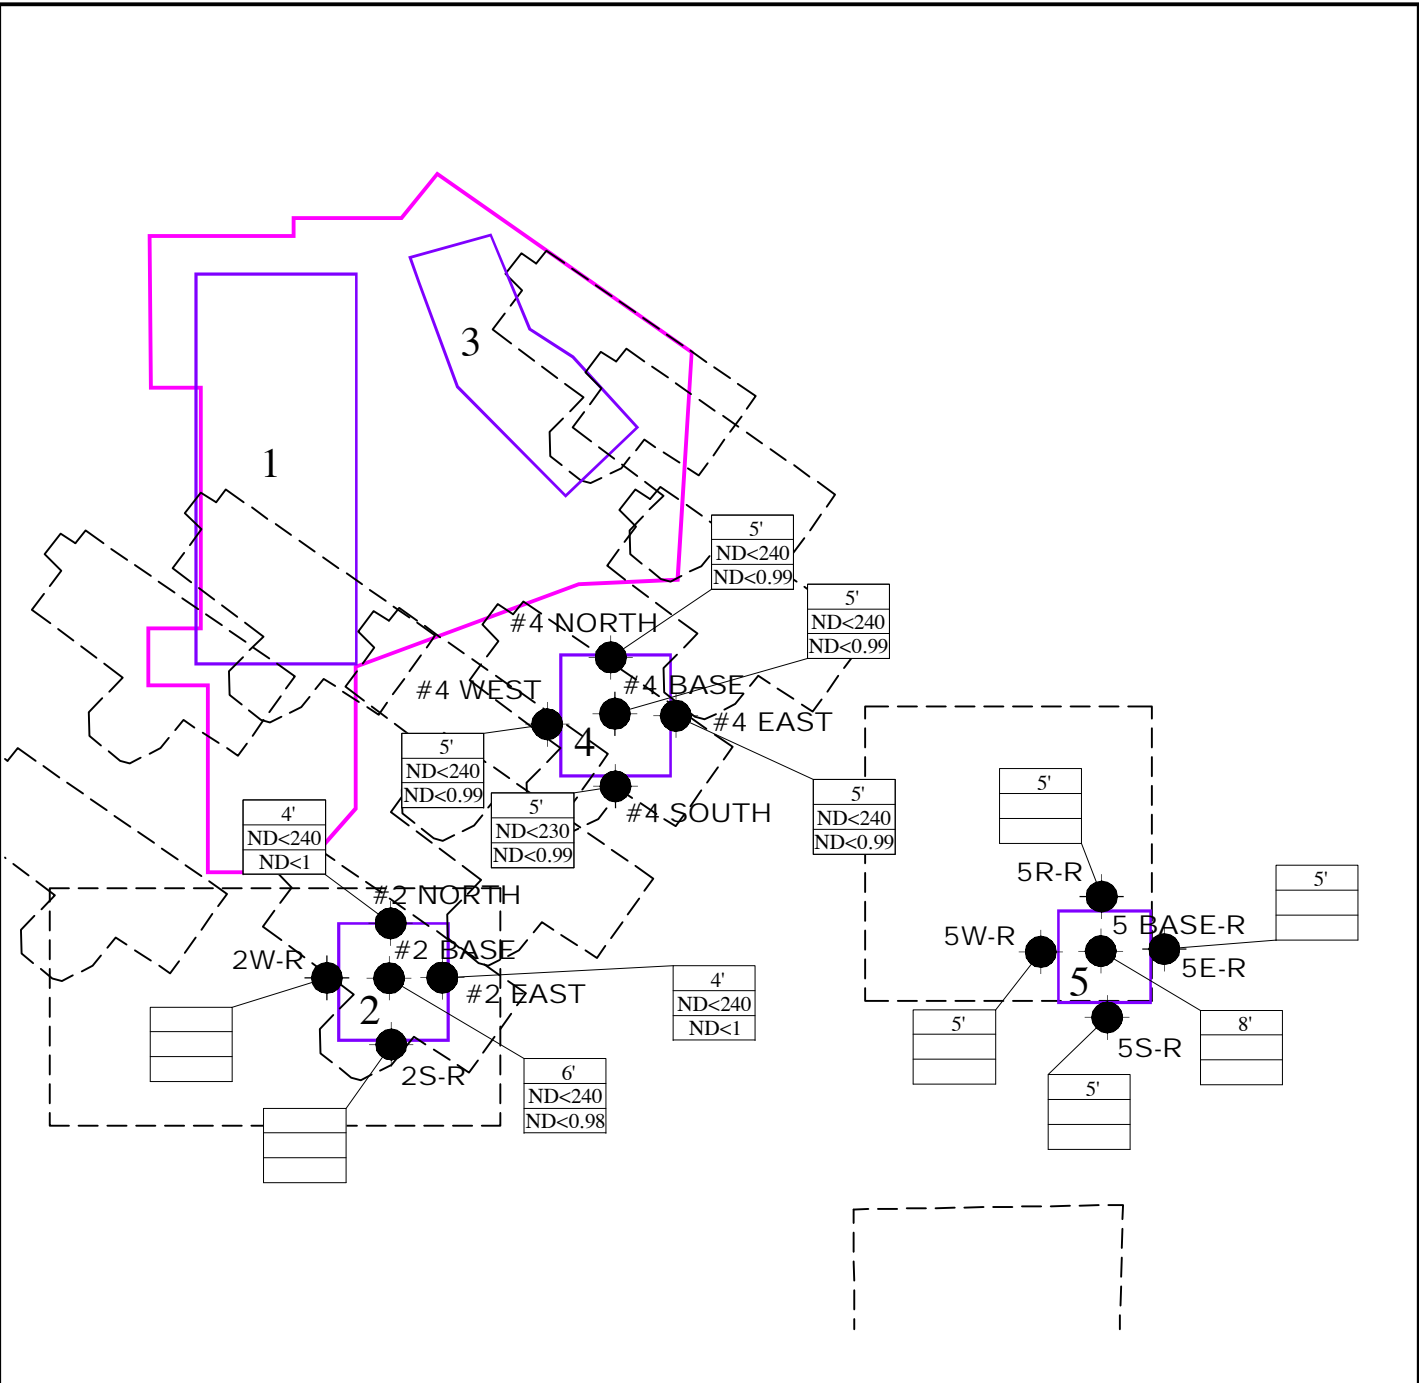 3
1
5'
ND<240
ND<0.99
5'
ND<240
ND<0.99
#4 NORTH
#4 BASE
#4 WEST
#4 EAST
4
5'
ND<240
ND<0.99
5'
ND<230
ND<0.99
#4 SOUTH
5'
ND<240
ND<0.99
4'
ND<240
ND<1
#2 NORTH
#2 BASE
2W-R
#2 EAST
2
2S-R
4'
ND<240
ND<1
6'
ND<240
ND<0.98
5'
5R-R
5'
5 BASE-R
5W-R
5E-R
5
5'
8'
5S-R
5'